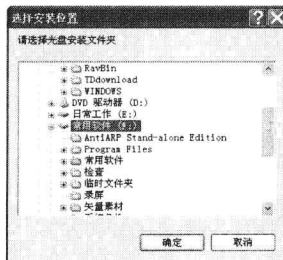 选择安装位置
请选择光盘安装文件夹
RavBin
TDdownload
WINDOWS
DVD 驱动器 (D:)
日常工作 (E:)
常用软件 (F:)
AntiARP Stand-alone Edition
Program Files
常用软件
检查
临时文件夹
录屏
矢量素材
确定
取消